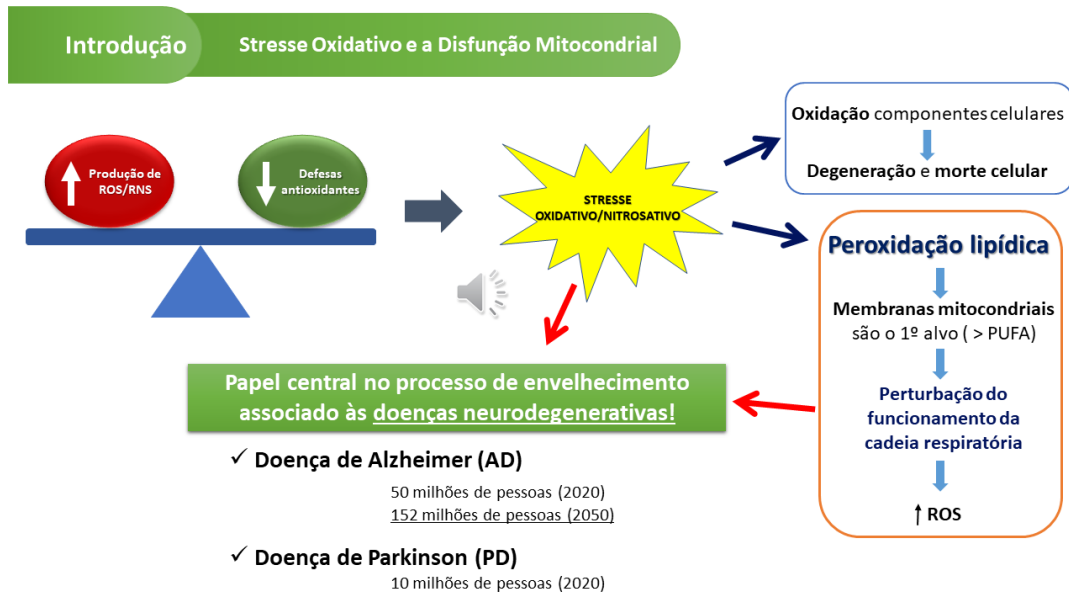 Introdução
Stresse Oxidativo e a Disfunção Mitocondrial
Produção de
ROS/RNS
Defesas
antioxidantes
STRESSE
OXIDATIVO/NITROSATIVO
Oxidação componentes celulares
Degeneração e morte celular
Peroxidação lipídica
Membranas mitocondriais
são o 1º alvo ( > PUFA)
Perturbação do
funcionamento da
cadeia respiratória
↑ ROS
Papel central no processo de envelhecimento
associado às doenças neurodegenerativas!
✓ Doença de Alzheimer (AD)
50 milhões de pessoas (2020)
152 milhões de pessoas (2050)
✓ Doença de Parkinson (PD)
10 milhões de pessoas (2020)